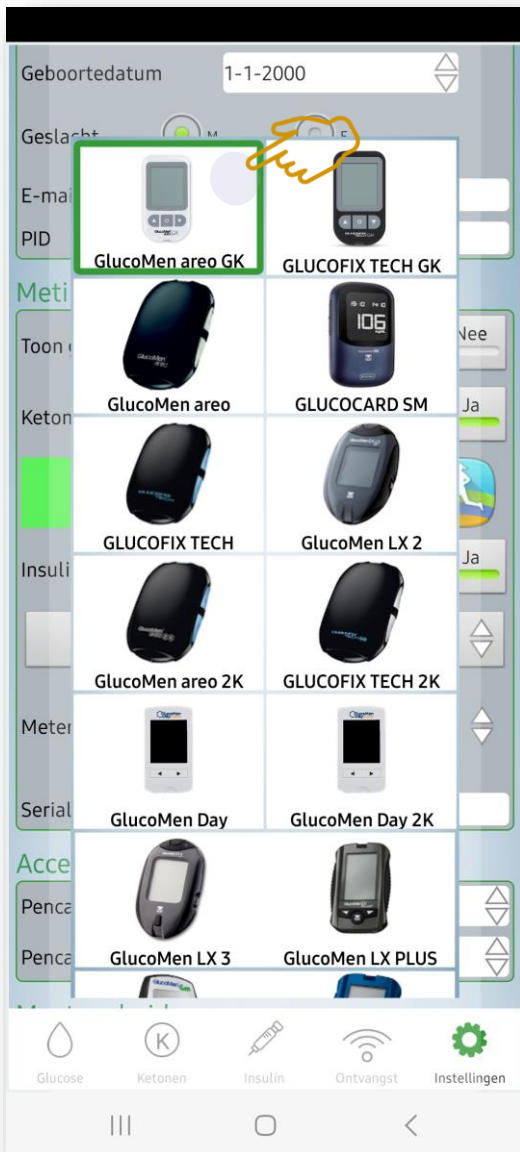 Geboortedatum
1-1-2000
Geslacht
M
F
E-mai
PID
GlucoMen areo GK
GLUCOFIX TECH GK
Meti
Toon
Nee
GlucoMen
areo
106
GlucoMen areo
GLUCOCARD SM
Keton
Ja
GLUCOFIX TECH
GlucoMen LX 2
Insuli
Ja
GlucoMen areo 2K
GLUCOFIX TECH 2K
Meter
GlucoMen Day
GlucoMen Day 2K
Serial
Acce
Penca
Penca
GlucoMen LX 3
GlucoMen LX PLUS
K
Glucose
Ketonen
Insulin
Ontvangst
Instellingen